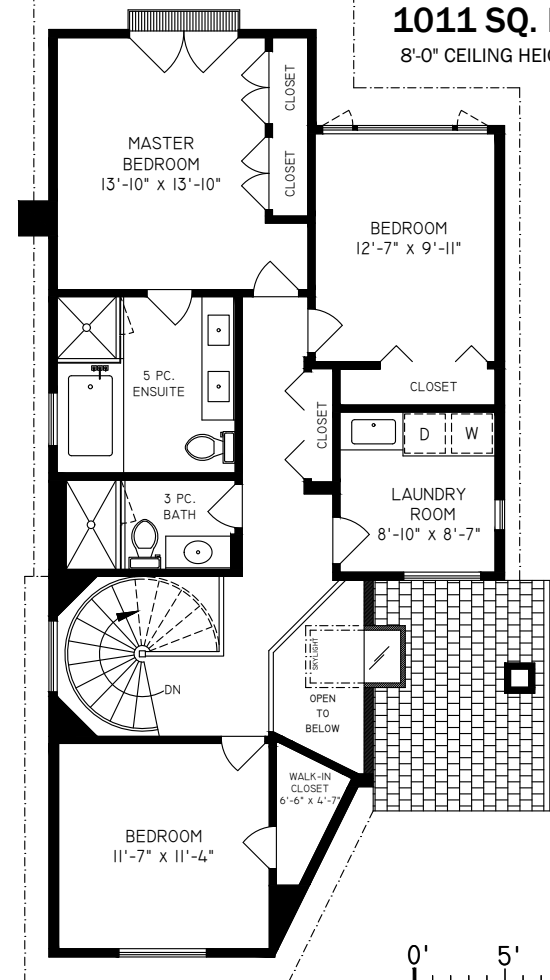 1011 SQ.
8'-0" CEILING
CLOSET
CLOSET
MASTER
BEDROOM
13'-10" X 13'-10"
BEDROOM
12'-7" X 9'-11"
CLOSET
5 PC.
ENSUITE
CLOSET
D
W
3 PC.
BATH
LAUNDRY
ROOM
8'-10" X 8'-7"
SKYLIGHT
DN
OPEN
TO
BELOW
WALK-IN
CLOSET
6'-6" X 4'-7"
BEDROOM
11'-7" X 11'-4"
0' 5'